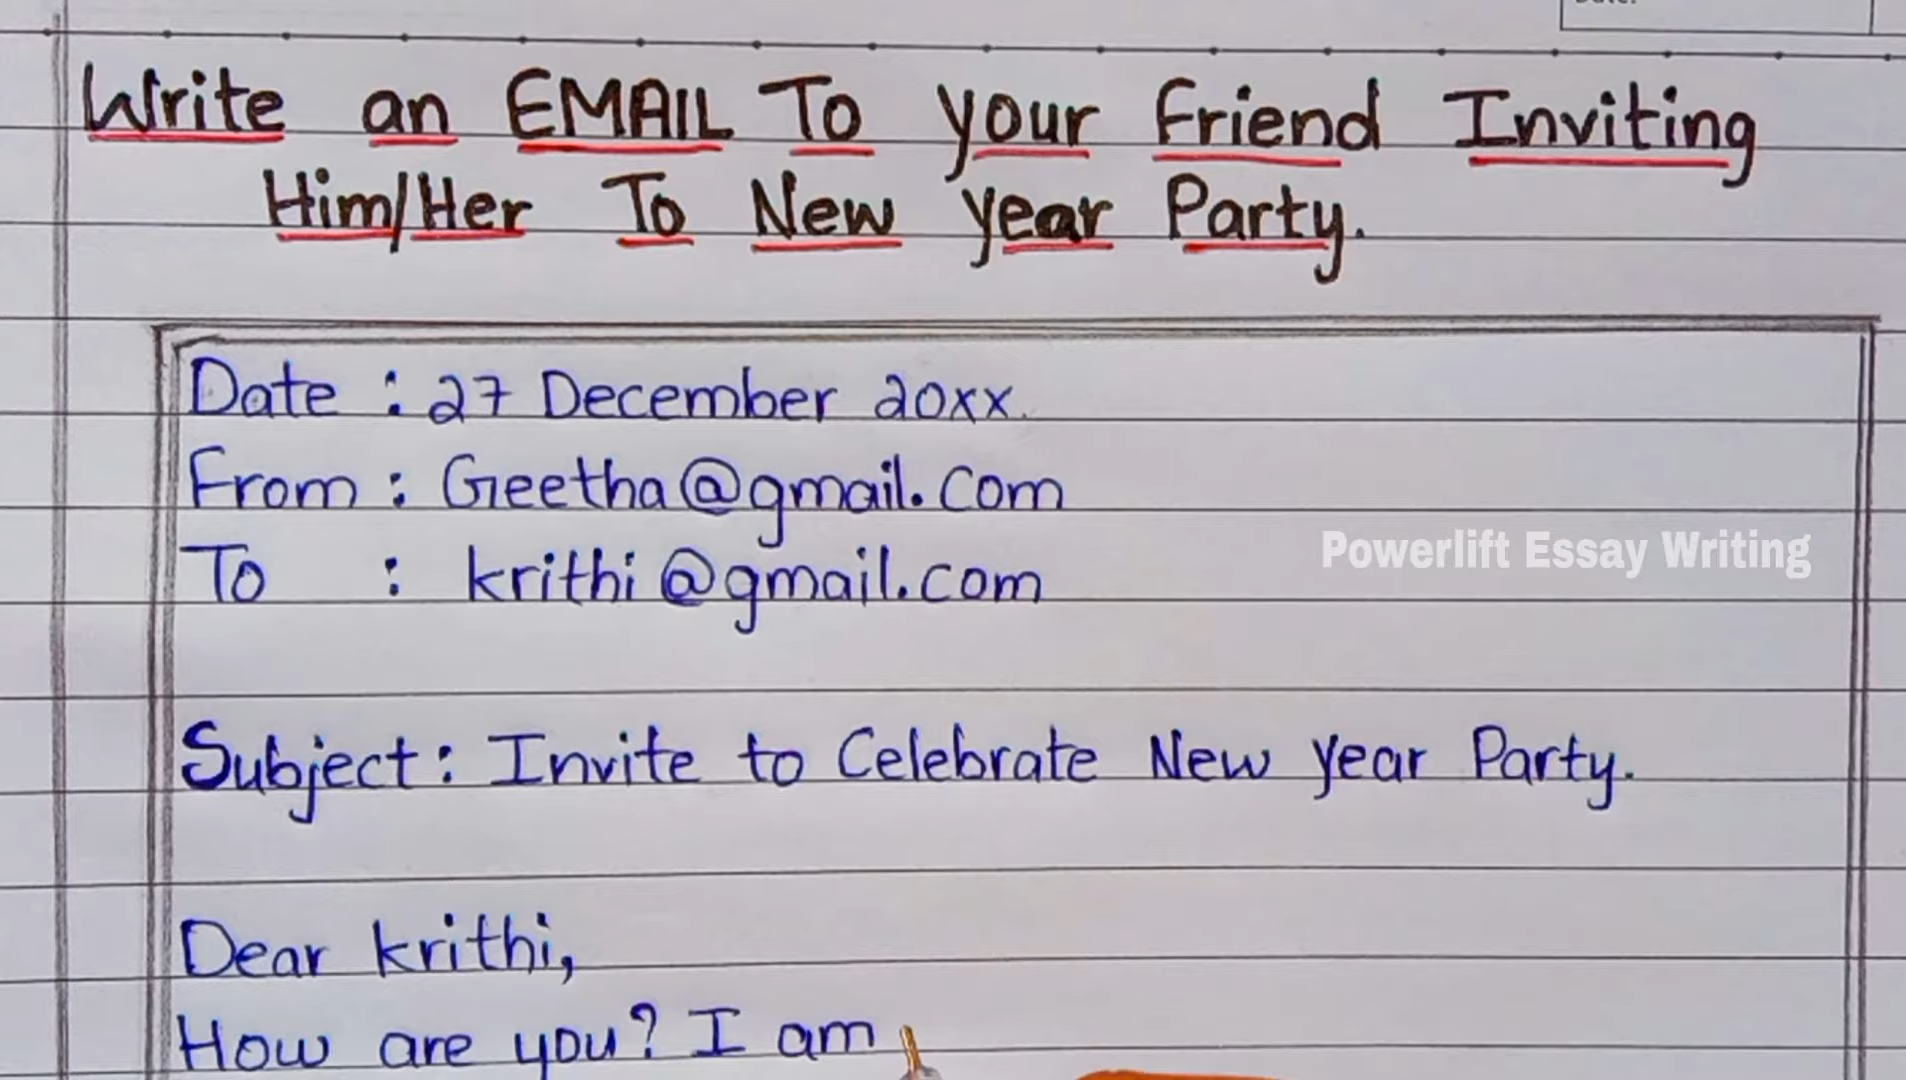 Write an EMAIL To your Friend Inviting
Him/Her To New year Party.
Date : 27 December 20xx.
From : Geetha@gmail.com
To : krithi@gmail.com
Powerlift Essay Writing
Subject: Invite to Celebrate New year Party.
Dear krithi,
How are you? I am